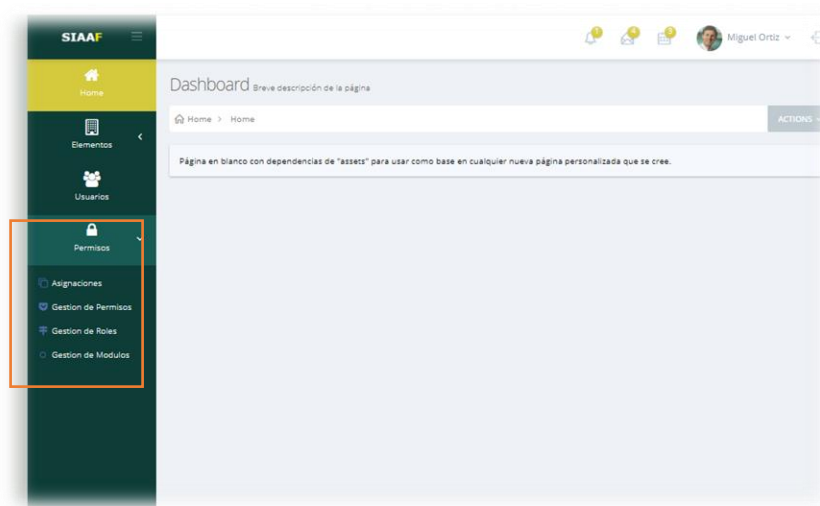 SIAAF
Miguel Ortiz
Home
Dashboard Breve descripción de la página
Home > Home
ACTIONS
Elementos
Página en blanco con dependencias de "assets" para usar como base en cualquier nueva página personalizada que se cree.
Usuarios
Permisos
Asignaciones
Gestion de Permisos
Gestion de Roles
Gestion de Modulos